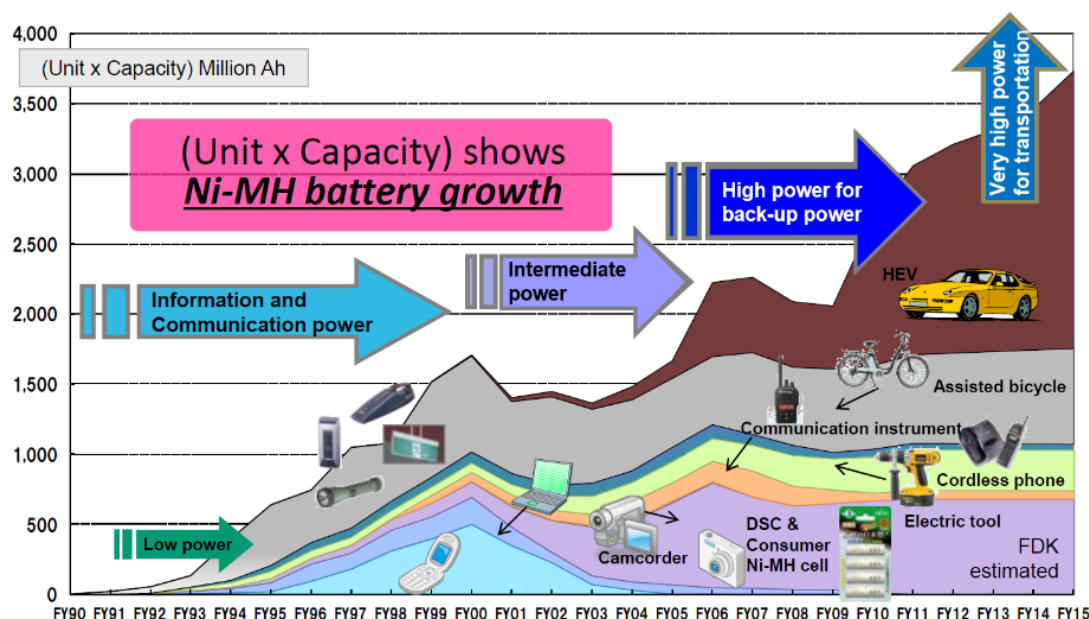 4,000
(Unit x Capacity) Million Ah
3,500
3,000
2,500
2,000
1,500
1,000
500
0
(Unit x Capacity) shows
Ni-MH battery growth
Very high power
for transportation
High power for
back-up power
Intermediate
power
Information and
Communication power
Low power
HEV
Assisted bicycle
Communication instrument
Cordless phone
Electric tool
Camcorder
DSC &
Consumer
Ni-MH cell
FDK
estimated
FY90 FY91 FY92 FY93 FY94 FY95 FY96 FY97 FY98 FY99 FY00 FY01 FY02 FY03 FY04 FY05 FY06 FY07 FY08 FY09 FY10 FY11 FY12 FY13 FY14 FY15